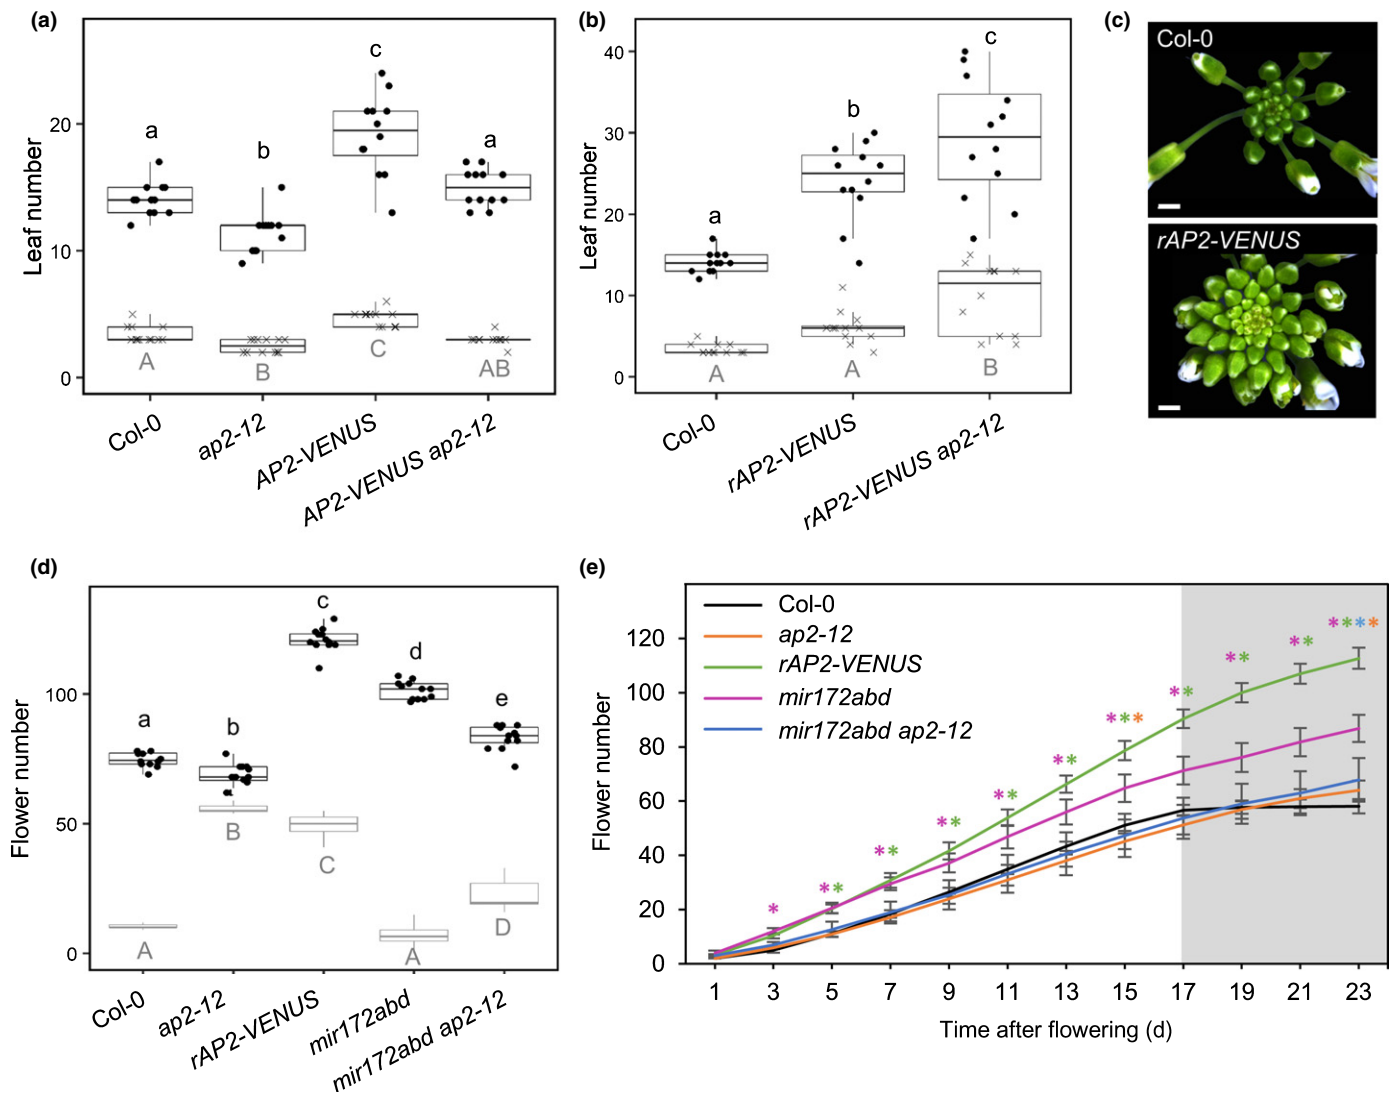 (a)
Leaf number
20
10
0
a
b
c
a
A
B
C
AB
Col-0
ap2-12
AP2-VENUS
AP2-VENUS ap2-12
(b)
Leaf number
40
30
20
10
0
a
b
c
A
A
B
Col-0
rAP2-VENUS
rAP2-VENUS ap2-12
(c)
Col-0
rAP2-VENUS
(d)
Flower number
100
50
0
a
b
c
d
e
A
B
C
A
D
Col-0
ap2-12
rAP2-VENUS
mir172abd
mir172abd ap2-12
(e)
Flower number
120
100
80
60
40
20
0
Col-0
ap2-12
rAP2-VENUS
mir172abd
mir172abd ap2-12
*
**
**
**
**
**
***
**
**
**
****
1 3 5 7 9 11 13 15 17 19 21 23
Time after flowering (d)